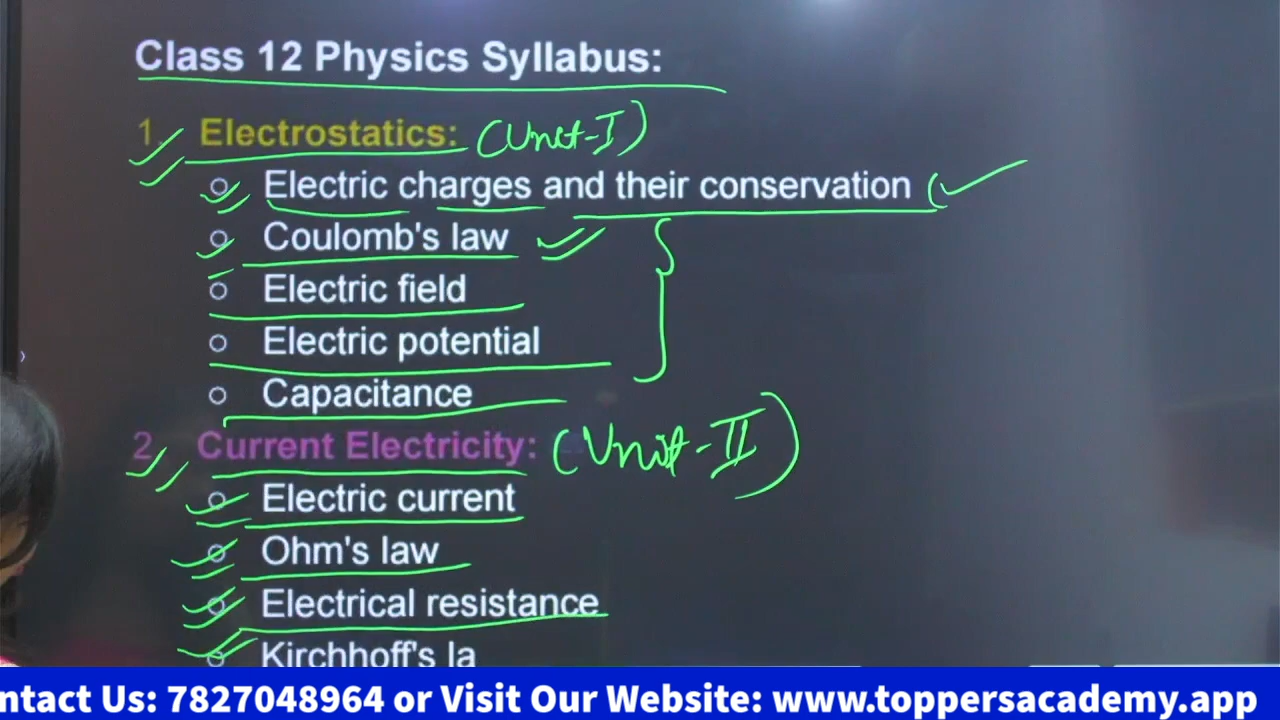 Class 12 Physics Syllabus:
1. Electrostatics: (Unit-I)
Electric charges and their conservation
Coulomb's law
Electric field
Electric potential
Capacitance
2. Current Electricity: (Unit-II)
Electric current
Ohm's law
Electrical resistance
Kirchhoff's la
ntact Us: 7827048964 or Visit Our Website: www.toppersacademy.app